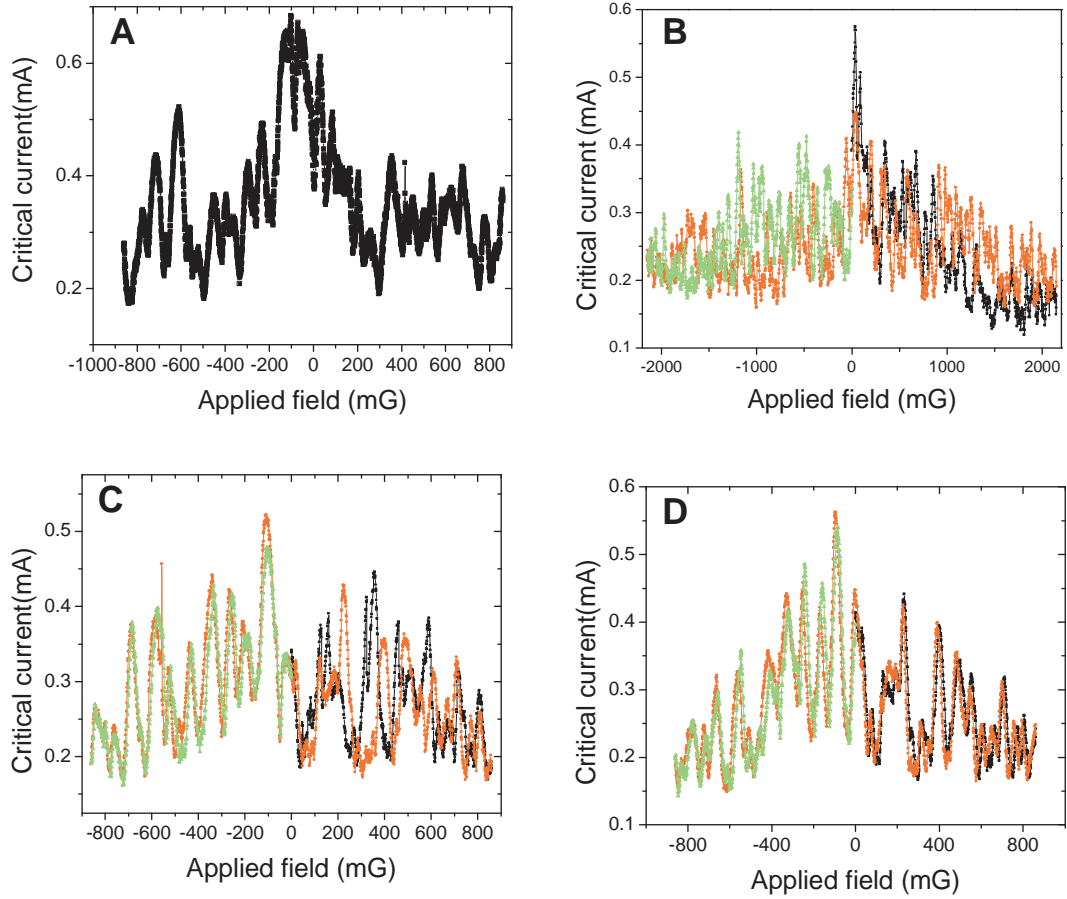 A
Critical current(mA)
0.6
0.4
0.2
-1000 -800 -600 -400 -200 0 200 400 600 800
Applied field (mG)
B
Critical current (mA)
0.6
0.5
0.4
0.3
0.2
0.1
-2000 -1000 0 1000 2000
Applied field (mG)
C
Critical current (mA)
0.5
0.4
0.3
0.2
-800 -600 -400 -200 0 200 400 600 800
Applied field (mG)
D
Critical current(mA)
0.6
0.5
0.4
0.3
0.2
0.1
-800 -400 0 400 800
Applied field (mG)